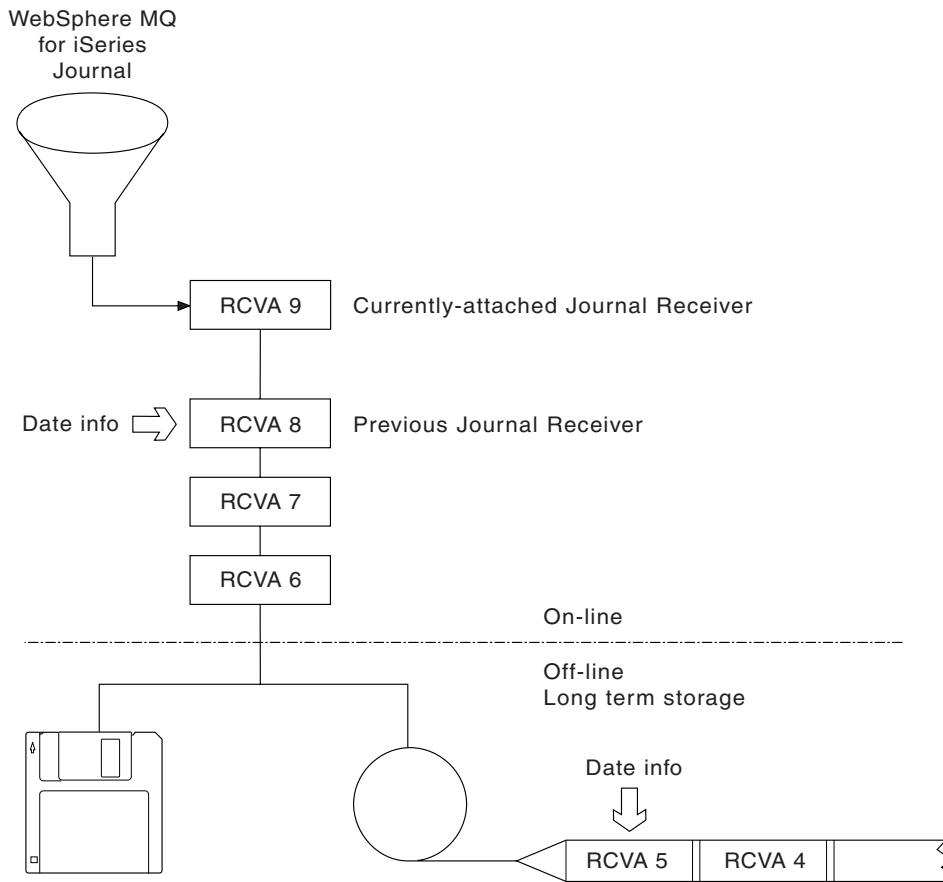 WebSphere MQ
for iSeries
Journal
RCVA 9
Currently-attached Journal Receiver
Date info
RCVA 8
Previous Journal Receiver
RCVA 7
RCVA 6
On-line
Off-line
Long term storage
Date info
RCVA 5
RCVA 4